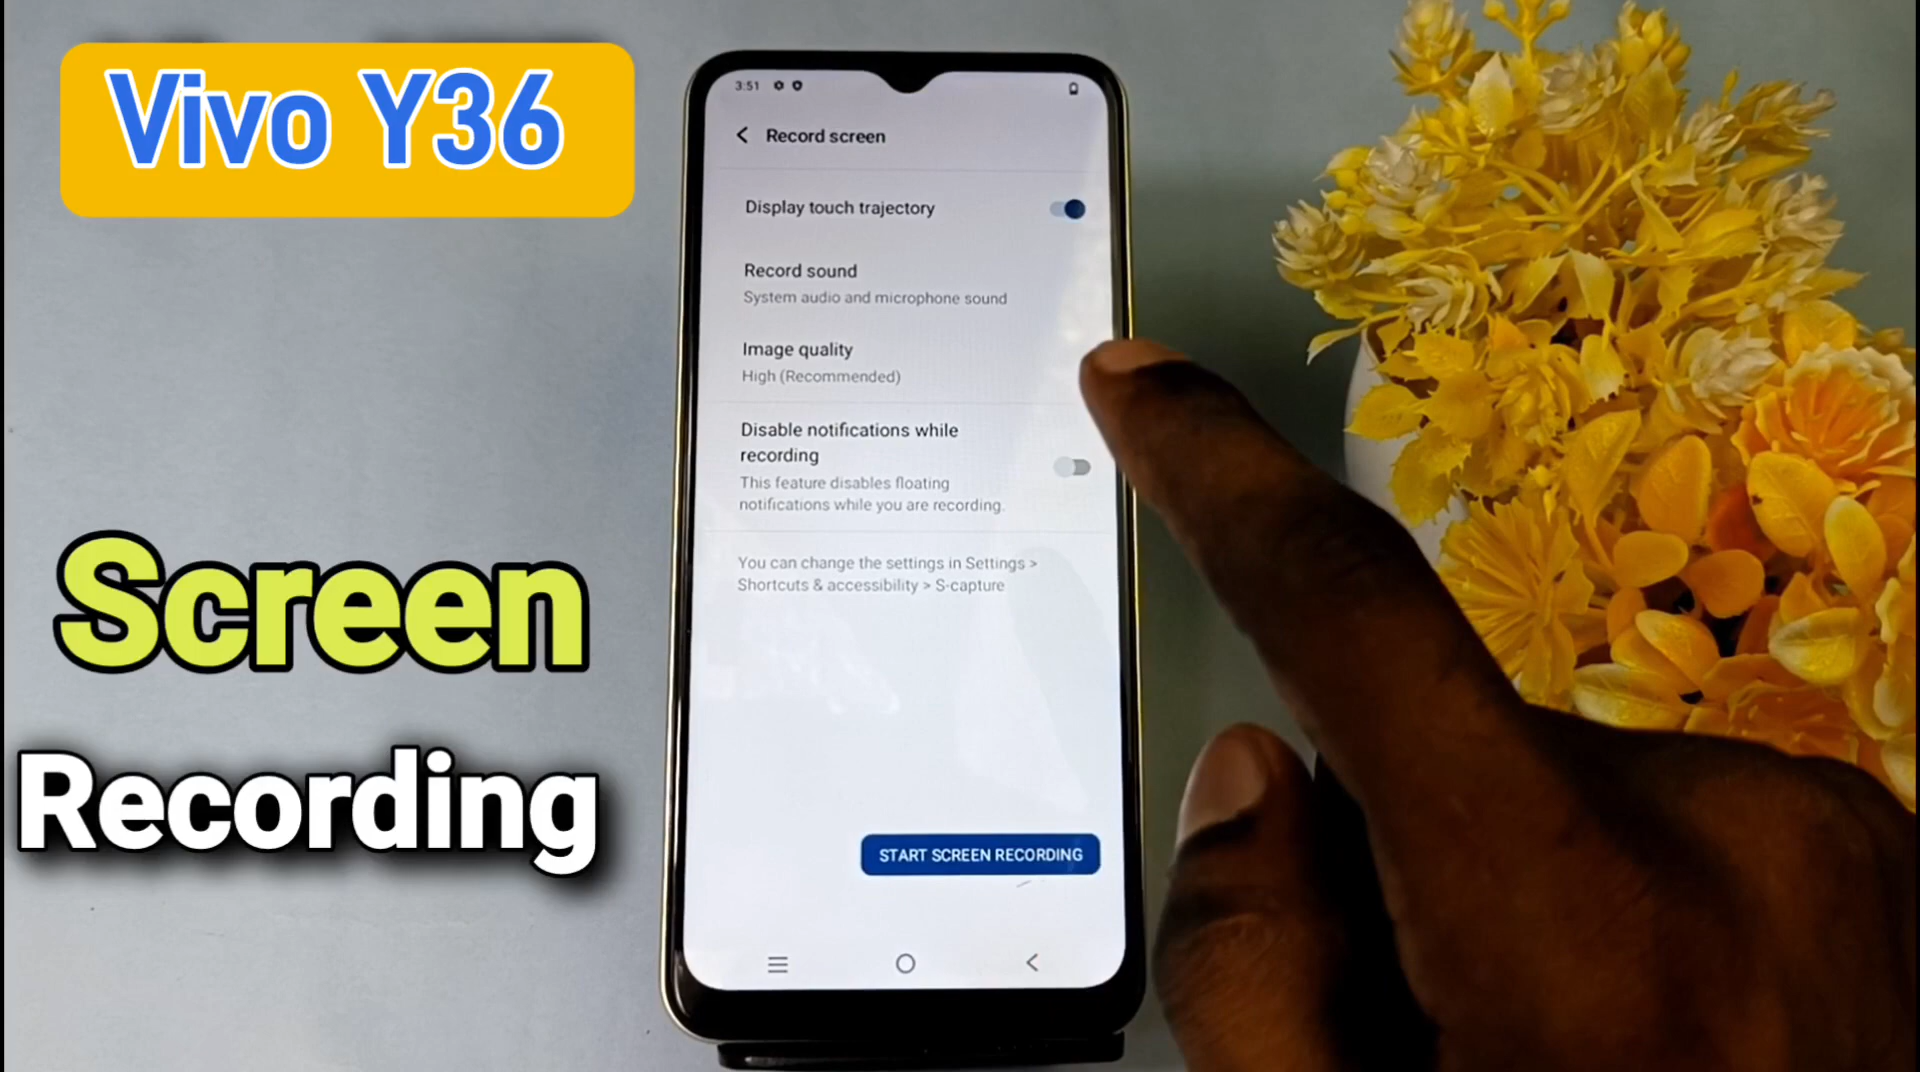 Vivo Y36
Screen
Recording
3:51
Record screen
Display touch trajectory
Record sound
System audio and microphone sound
Image quality
High (Recommended)
Disable notifications while
recording
This feature disables floating
notifications while you are recording.
You can change the settings in Settings >
Shortcuts & accessibility > S-capture
START SCREEN RECORDING